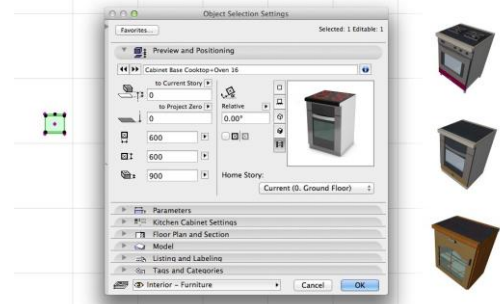 Object Selection Settings
Favorites...
Selected: 1 Editable: 1
Preview and Positioning
Cabinet Base Cooktop+Oven 16
to Current Story
0
to Project Zero
0
Relative
0.00°
600
600
900
Home Story:
Current (0. Ground Floor)
Parameters
Kitchen Cabinet Settings
Floor Plan and Section
Model
Listing and Labeling
Tags and Categories
Interior - Furniture
Cancel
OK